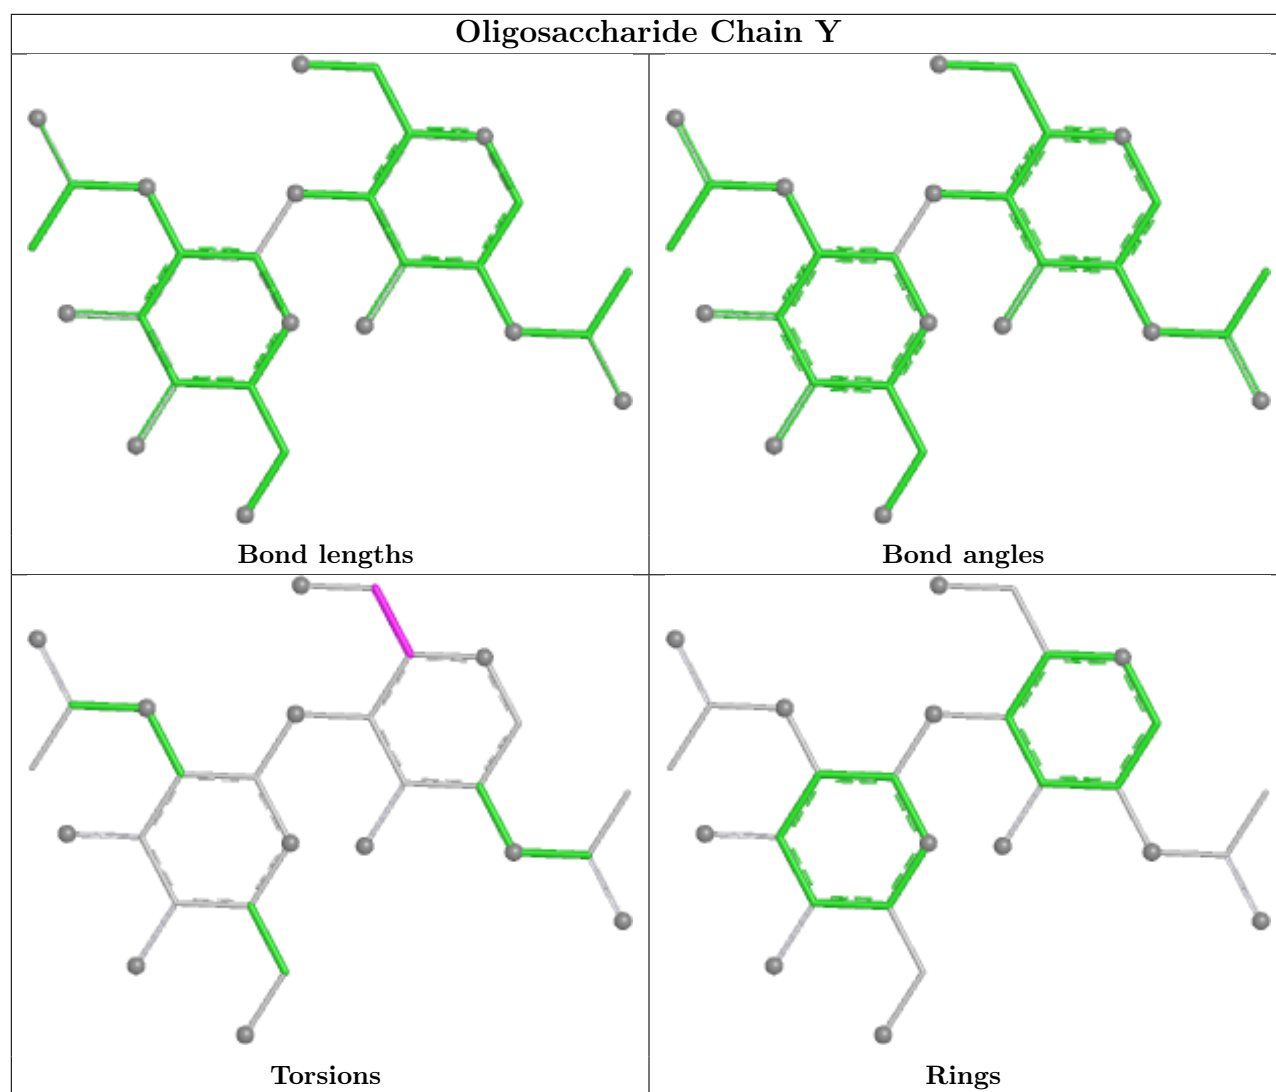 Oligosaccharide Chain Y
Bond lengths
Bond angles
Torsions
Rings